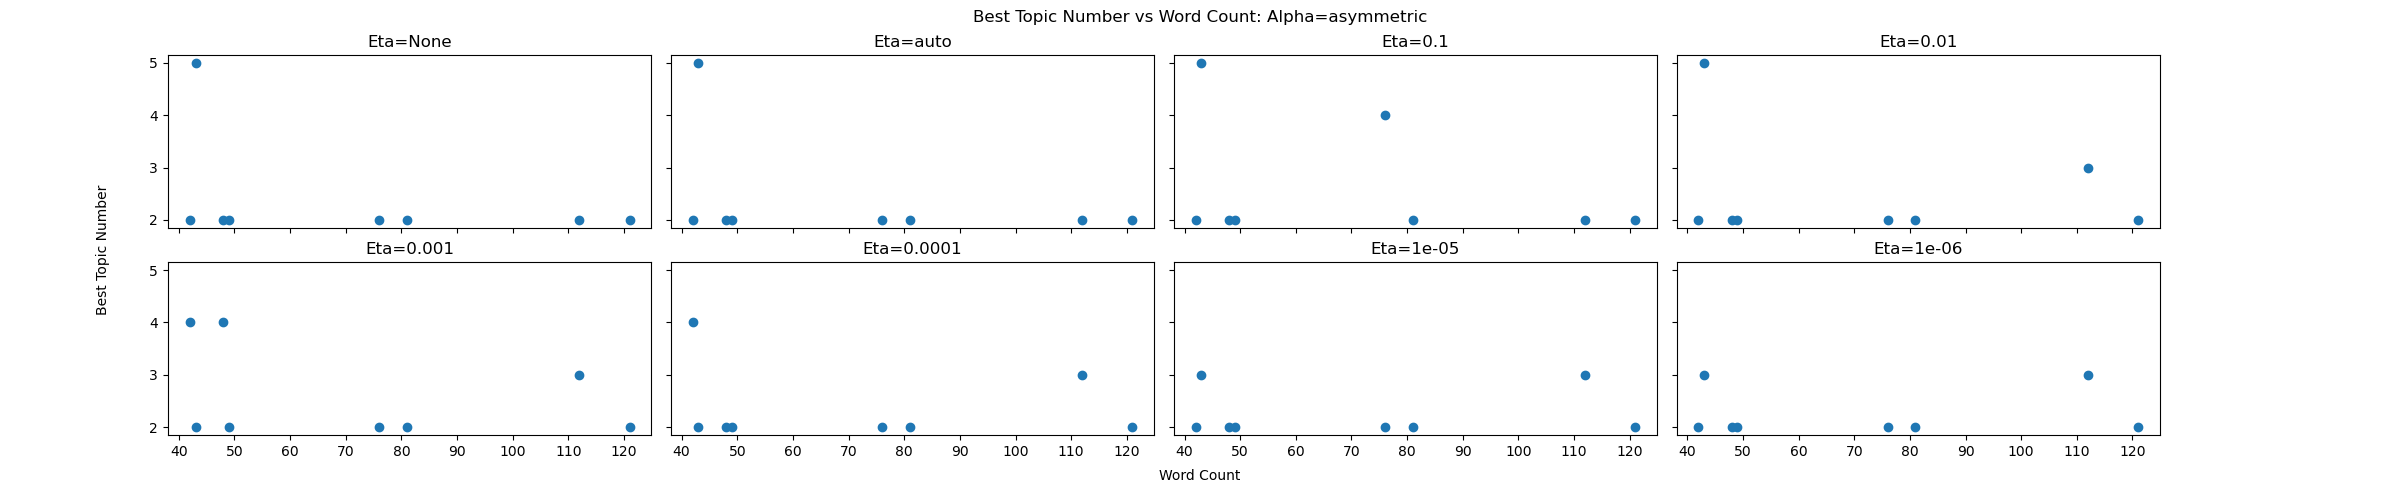 Best Topic Number vs Word Count: Alpha=asymmetric
Eta=None
Eta=auto
Eta=0.1
Eta=0.01
5
4
3
2
Eta=0.001
Eta=0.0001
Eta=1e-05
Eta=1e-06
5
4
3
2
Best Topic Number
40 50 60 70 80 90 100 110 120
40 50 60 70 80 90 100 110 120
40 50 60 70 80 90 100 110 120
40 50 60 70 80 90 100 110 120
Word Count